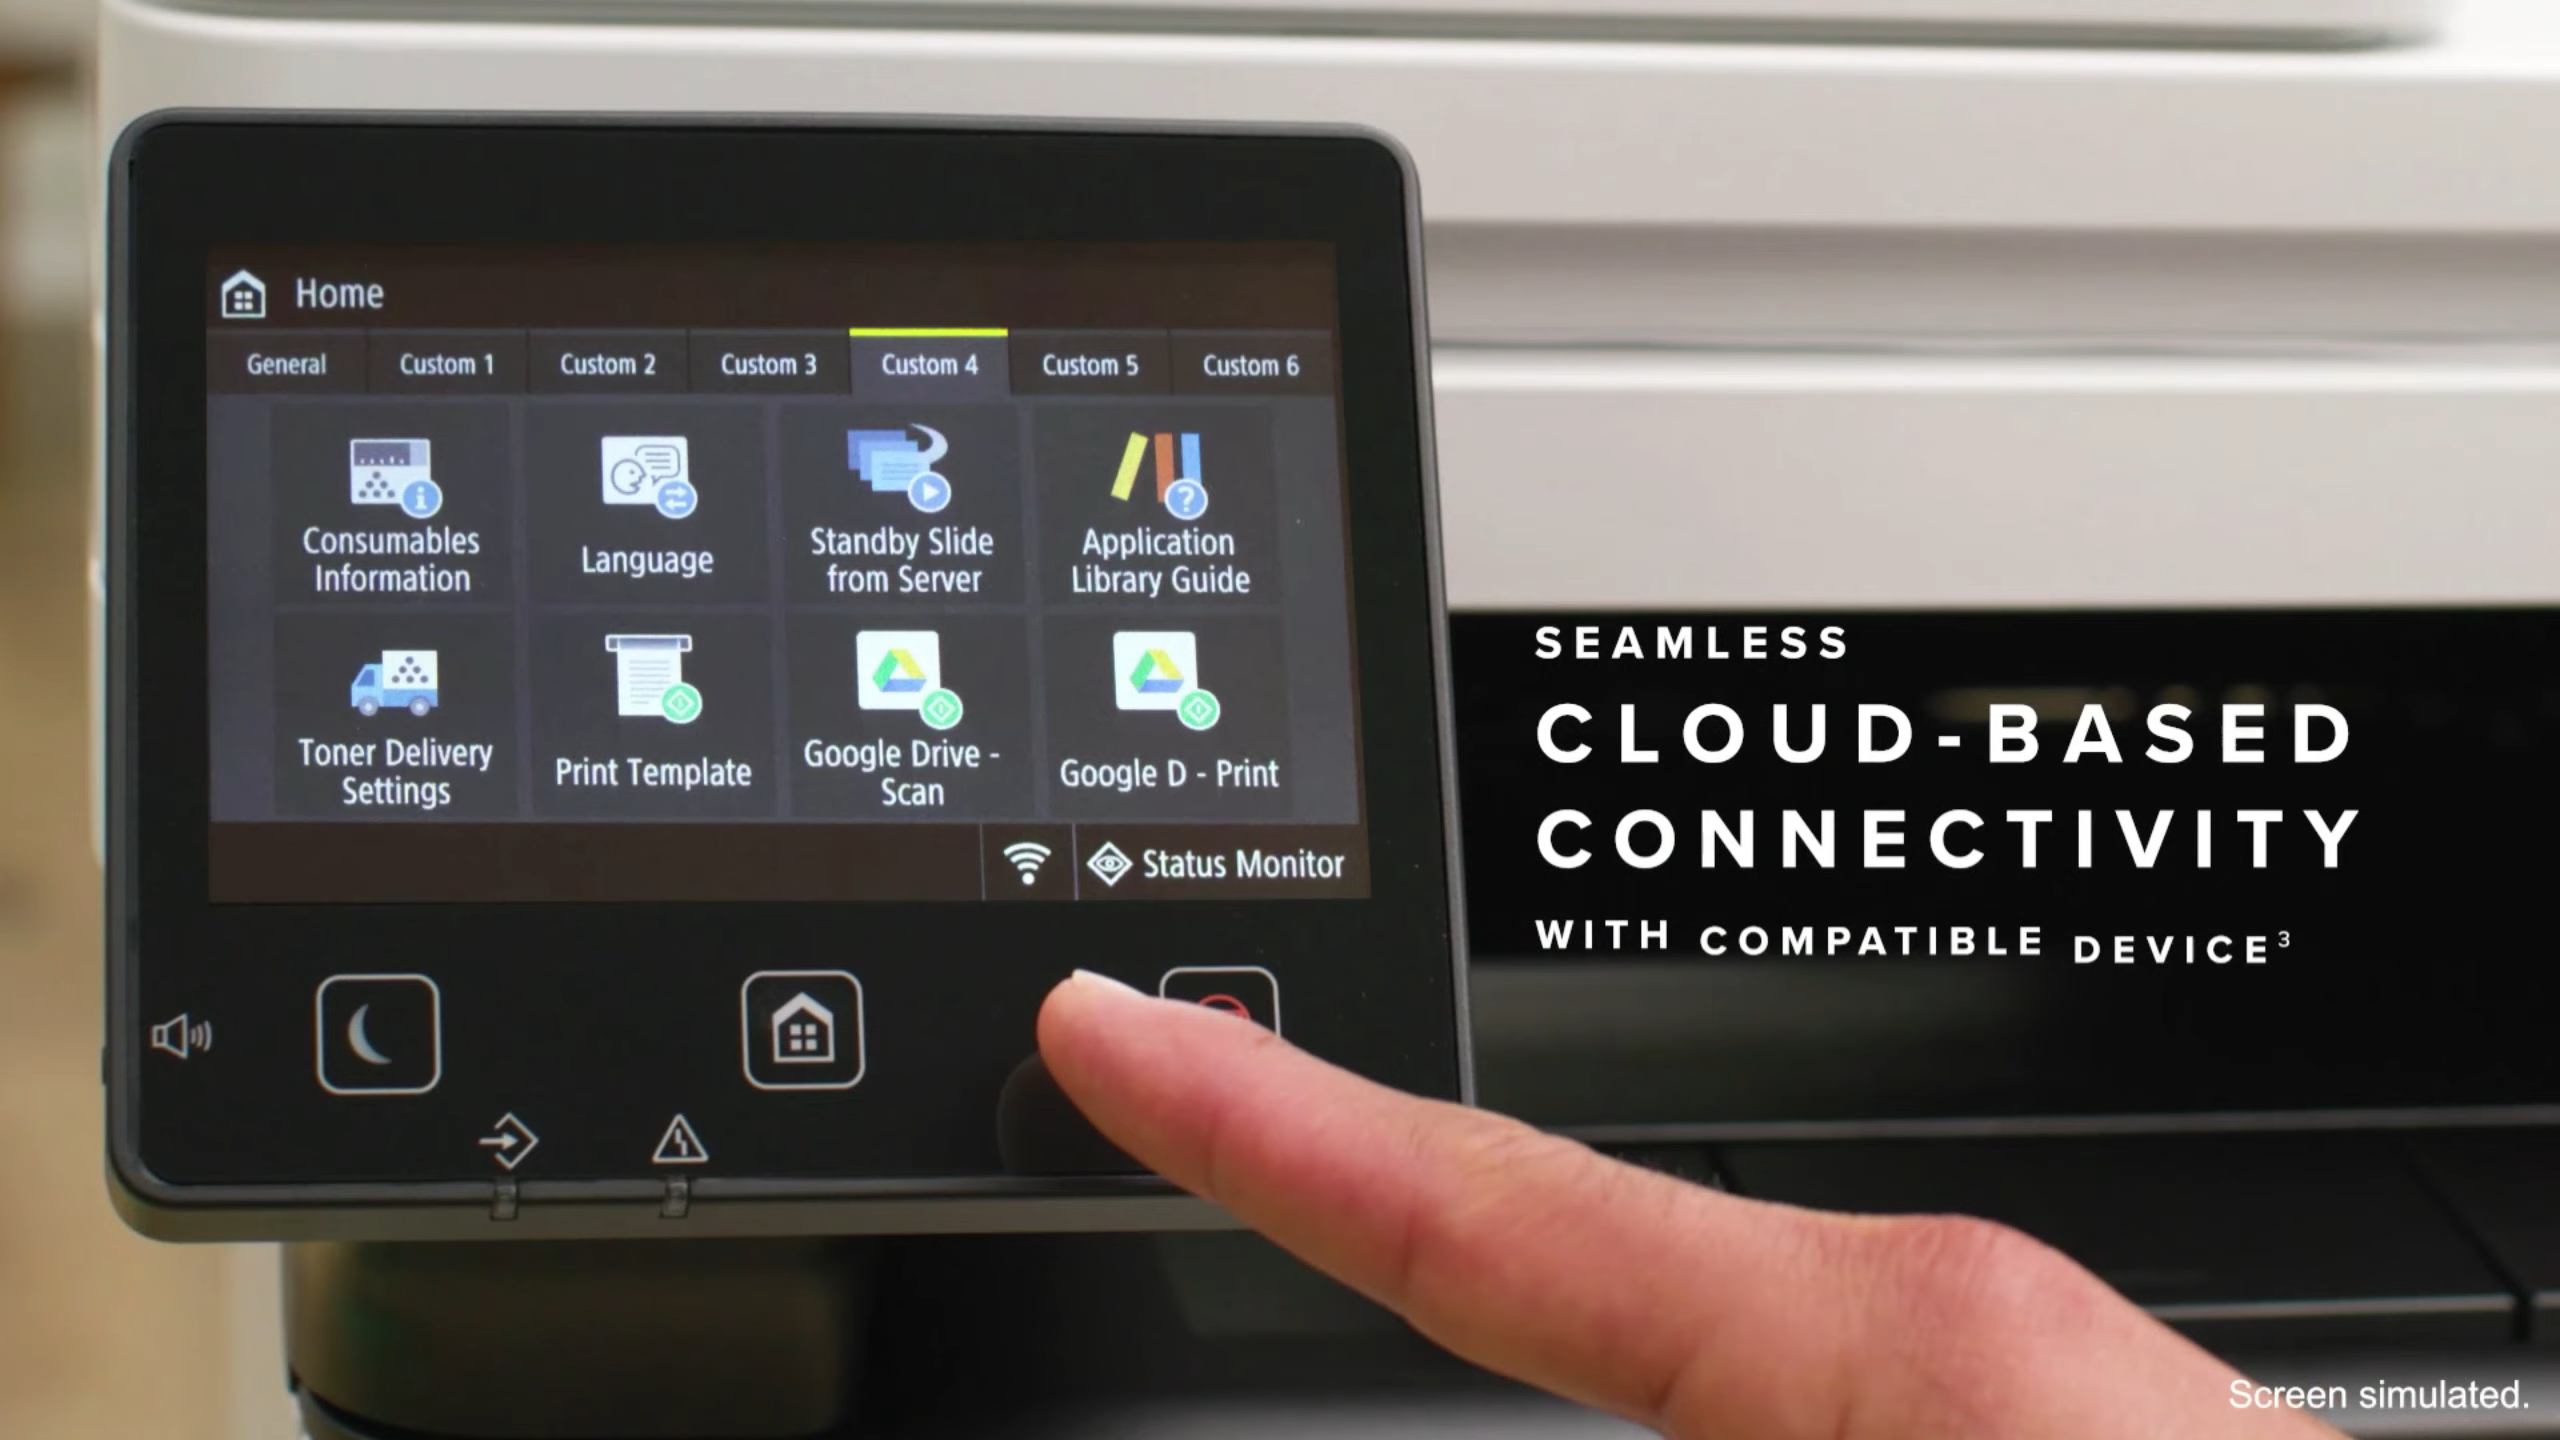 Home
General
Custom 1
Custom 2
Custom 3
Custom 4
Custom 5
Custom 6
Consumables
Information
Language
Standby Slide
from Server
Application
Library Guide
Toner Delivery
Settings
Print Template
Google Drive -
Scan
Google D - Print
Status Monitor
SEAMLESS
CLOUD-BASED
CONNECTIVITY
WITH COMPATIBLE DEVICE³
Screen simulated.